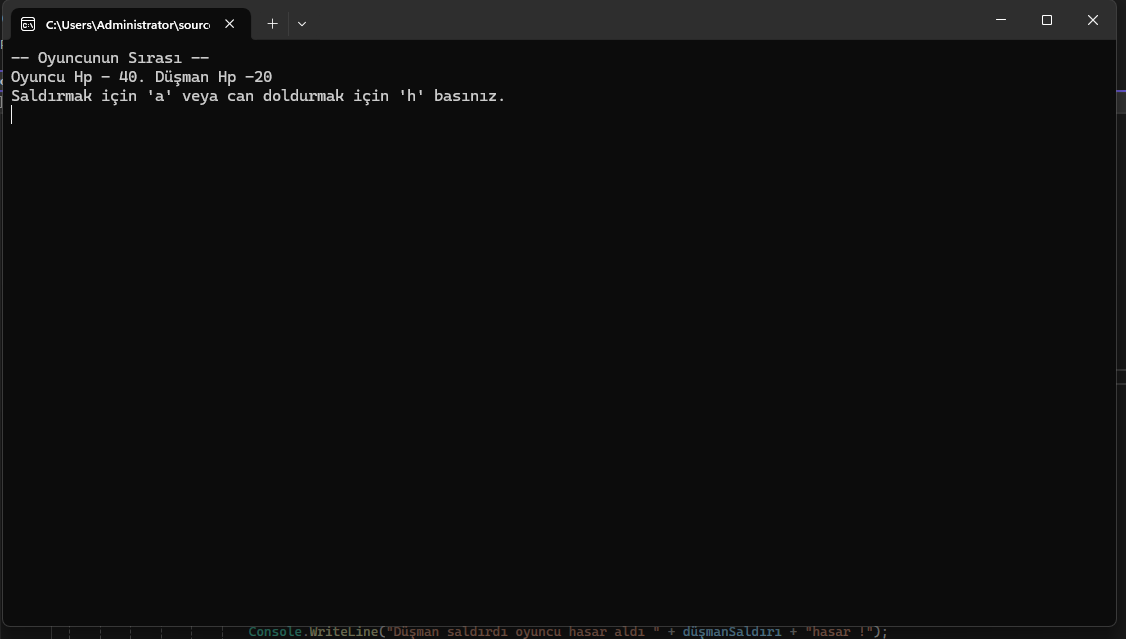 C:\Users\Administrator\sourc
-- Oyuncunun Sırası --
Oyuncu Hp - 40. Düşman Hp -20
Saldırmak için 'a' veya can doldurmak için 'h' basınız.
Console.WriteLine("Düşman saldırdı oyuncu hasar aldı " + düşmanSaldırı + "hasar !");